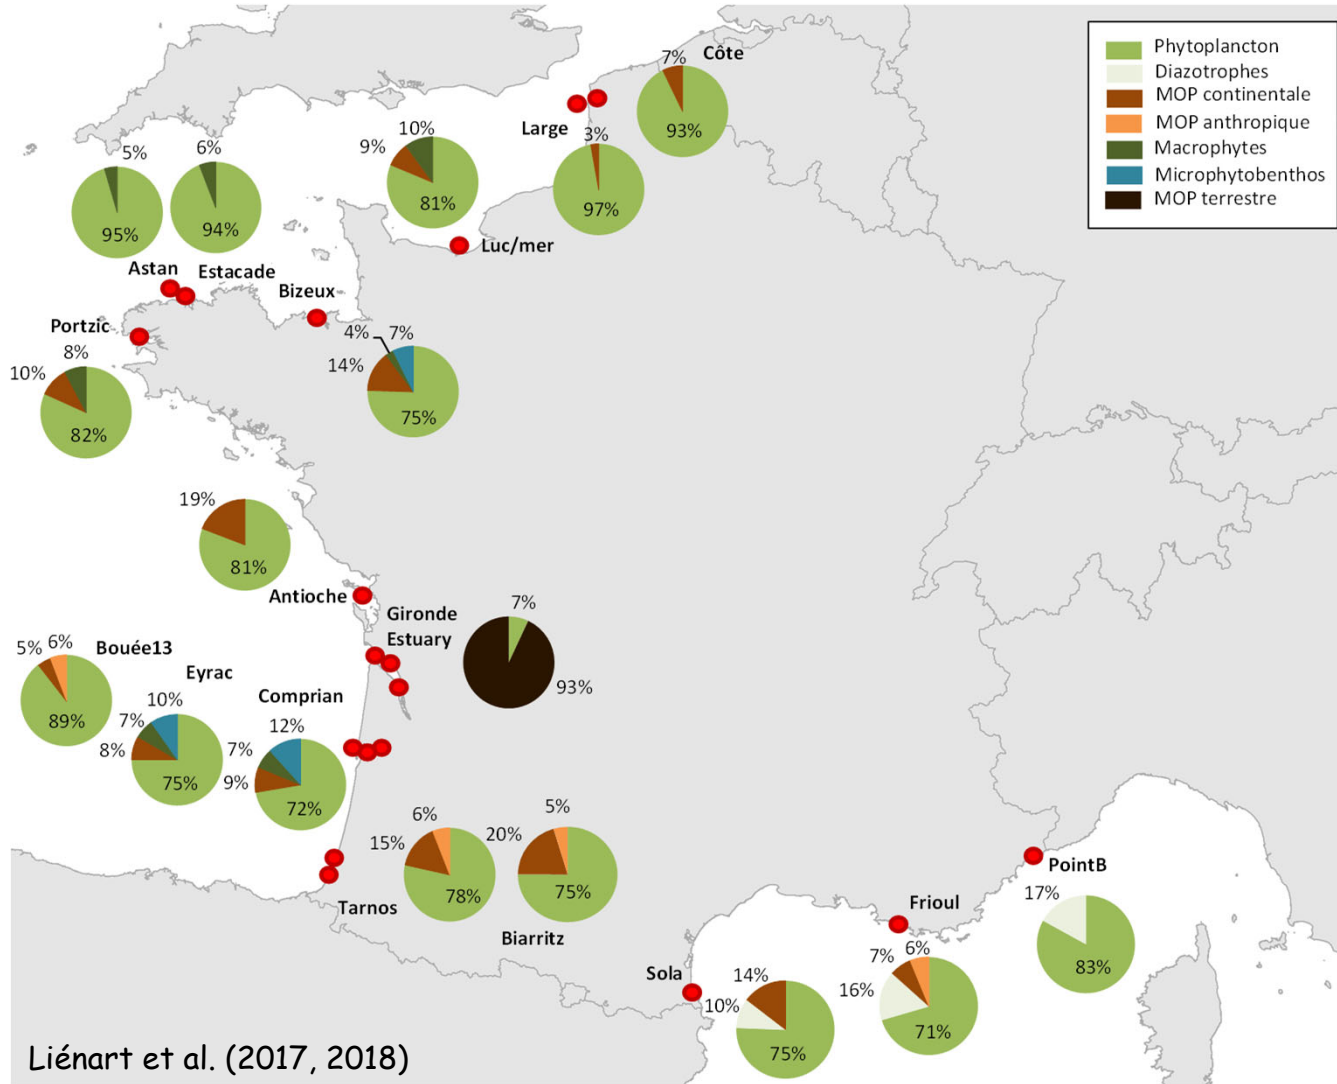 Phytoplancton
Diazotrophes
MOP continentale
MOP anthropique
Macrophytes
Microphytobenthos
MOP terrestre
Côte
7%
93%
Large
3%
97%
10%
9%
81%
Luc/mer
5%
95%
6%
94%
Astan
Estacade
Bizeux
4%
7%
14%
75%
Portzic
8%
10%
82%
19%
81%
Antioche
Gironde
Estuary
7%
93%
Bouée13
5%
6%
89%
Eyrac
10%
7%
8%
75%
Comprian
12%
7%
9%
72%
6%
15%
78%
Tarnos
5%
20%
75%
Biarritz
Sola
14%
10%
75%
Frioul
6%
7%
16%
71%
PointB
17%
83%
Liénart et al. (2017, 2018)